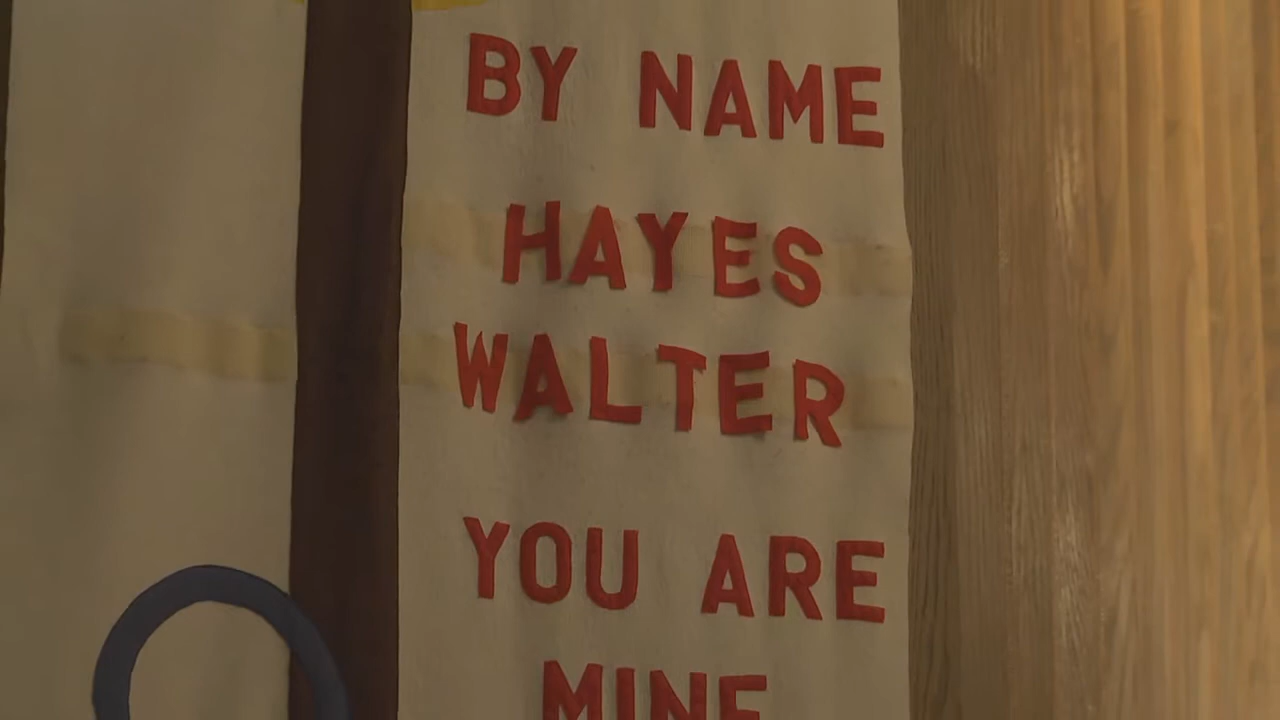 BY NAME
HAYES
WALTER
YOU ARE
MINE